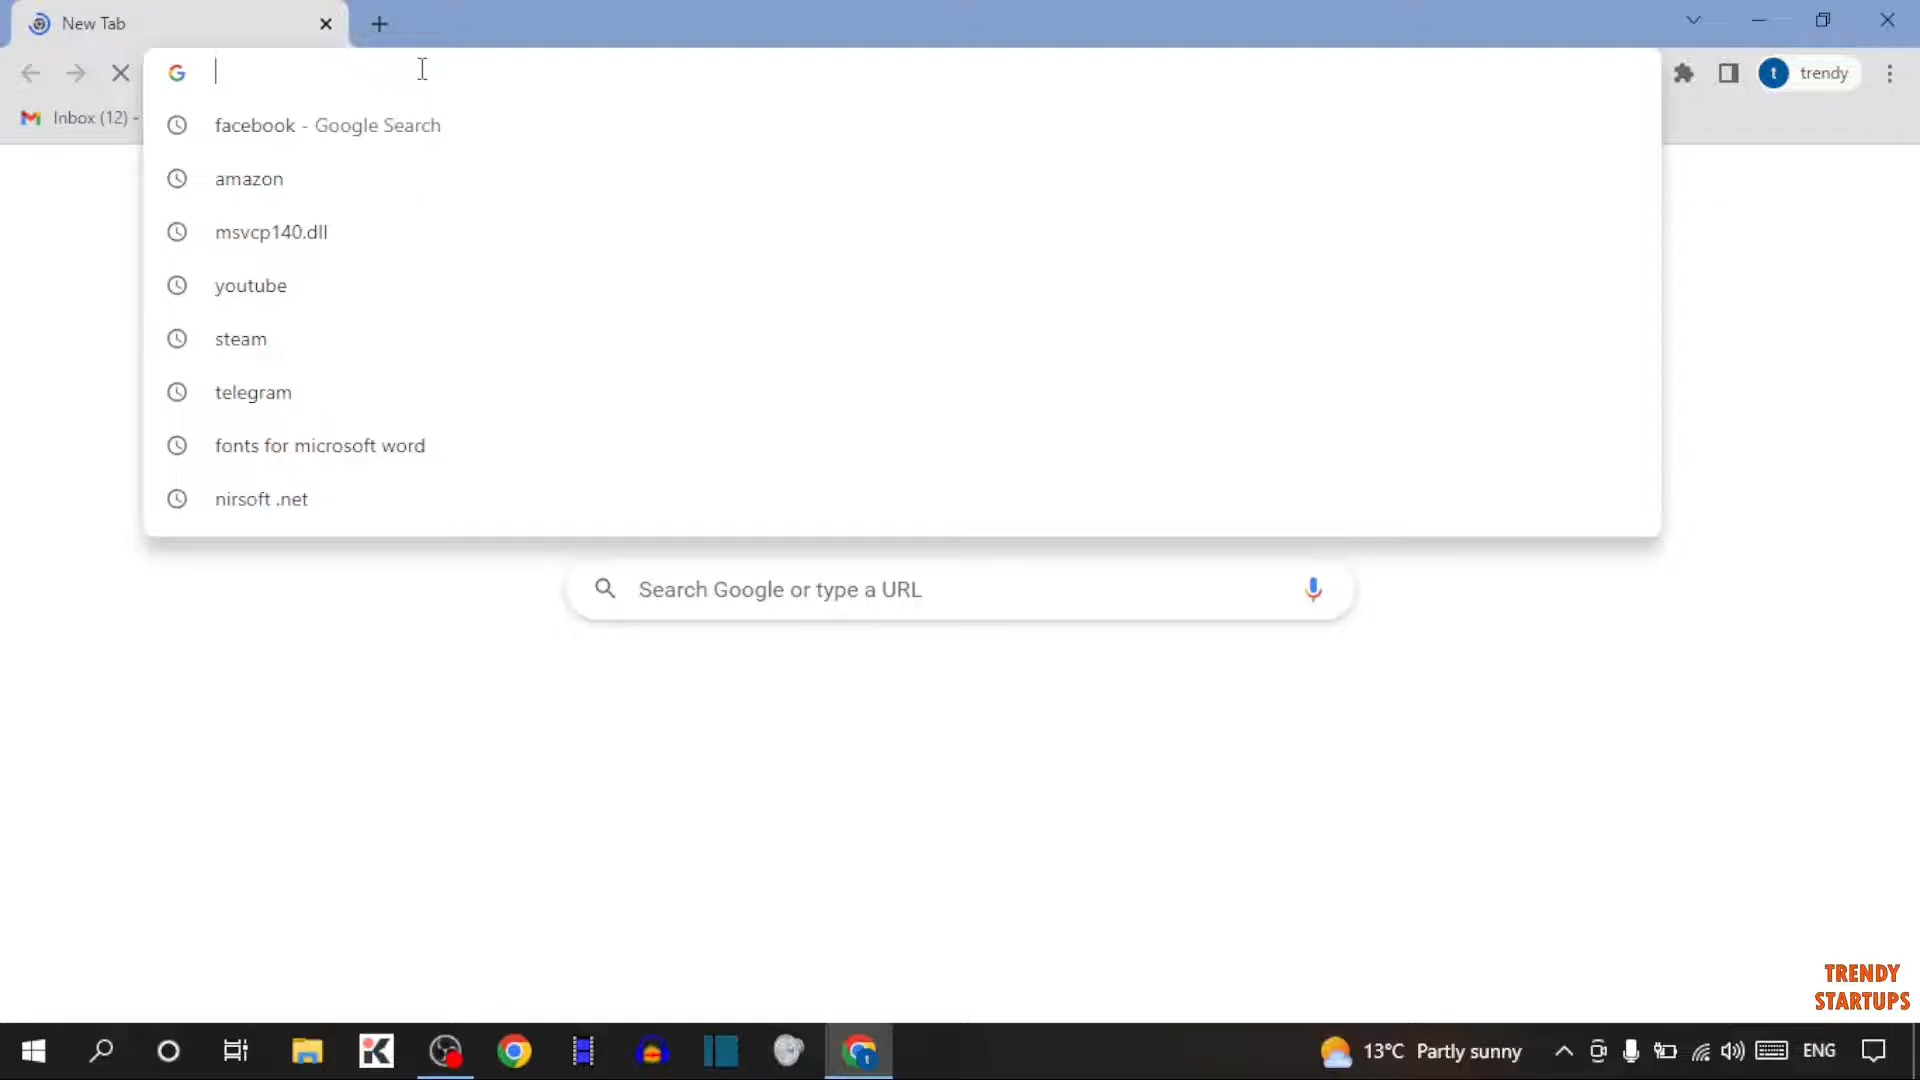 New Tab
trendy
t
Inbox (12) -
facebook - Google Search
amazon
msvcp140.dll
youtube
steam
telegram
fonts for microsoft word
nirsoft .net
Search Google or type a URL
TRENDY
STARTUPS
13°C Partly sunny
ENG